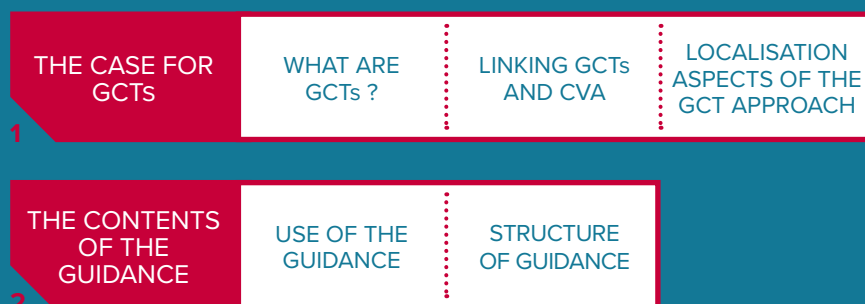 THE CASE FOR
GCTs
1
WHAT ARE
GCTs ?
LINKING GCTs
AND CVA
LOCALISATION
ASPECTS OF THE
GCT APPROACH
THE CONTENTS
OF THE
GUIDANCE
2
USE OF THE
GUIDANCE
STRUCTURE
OF GUIDANCE